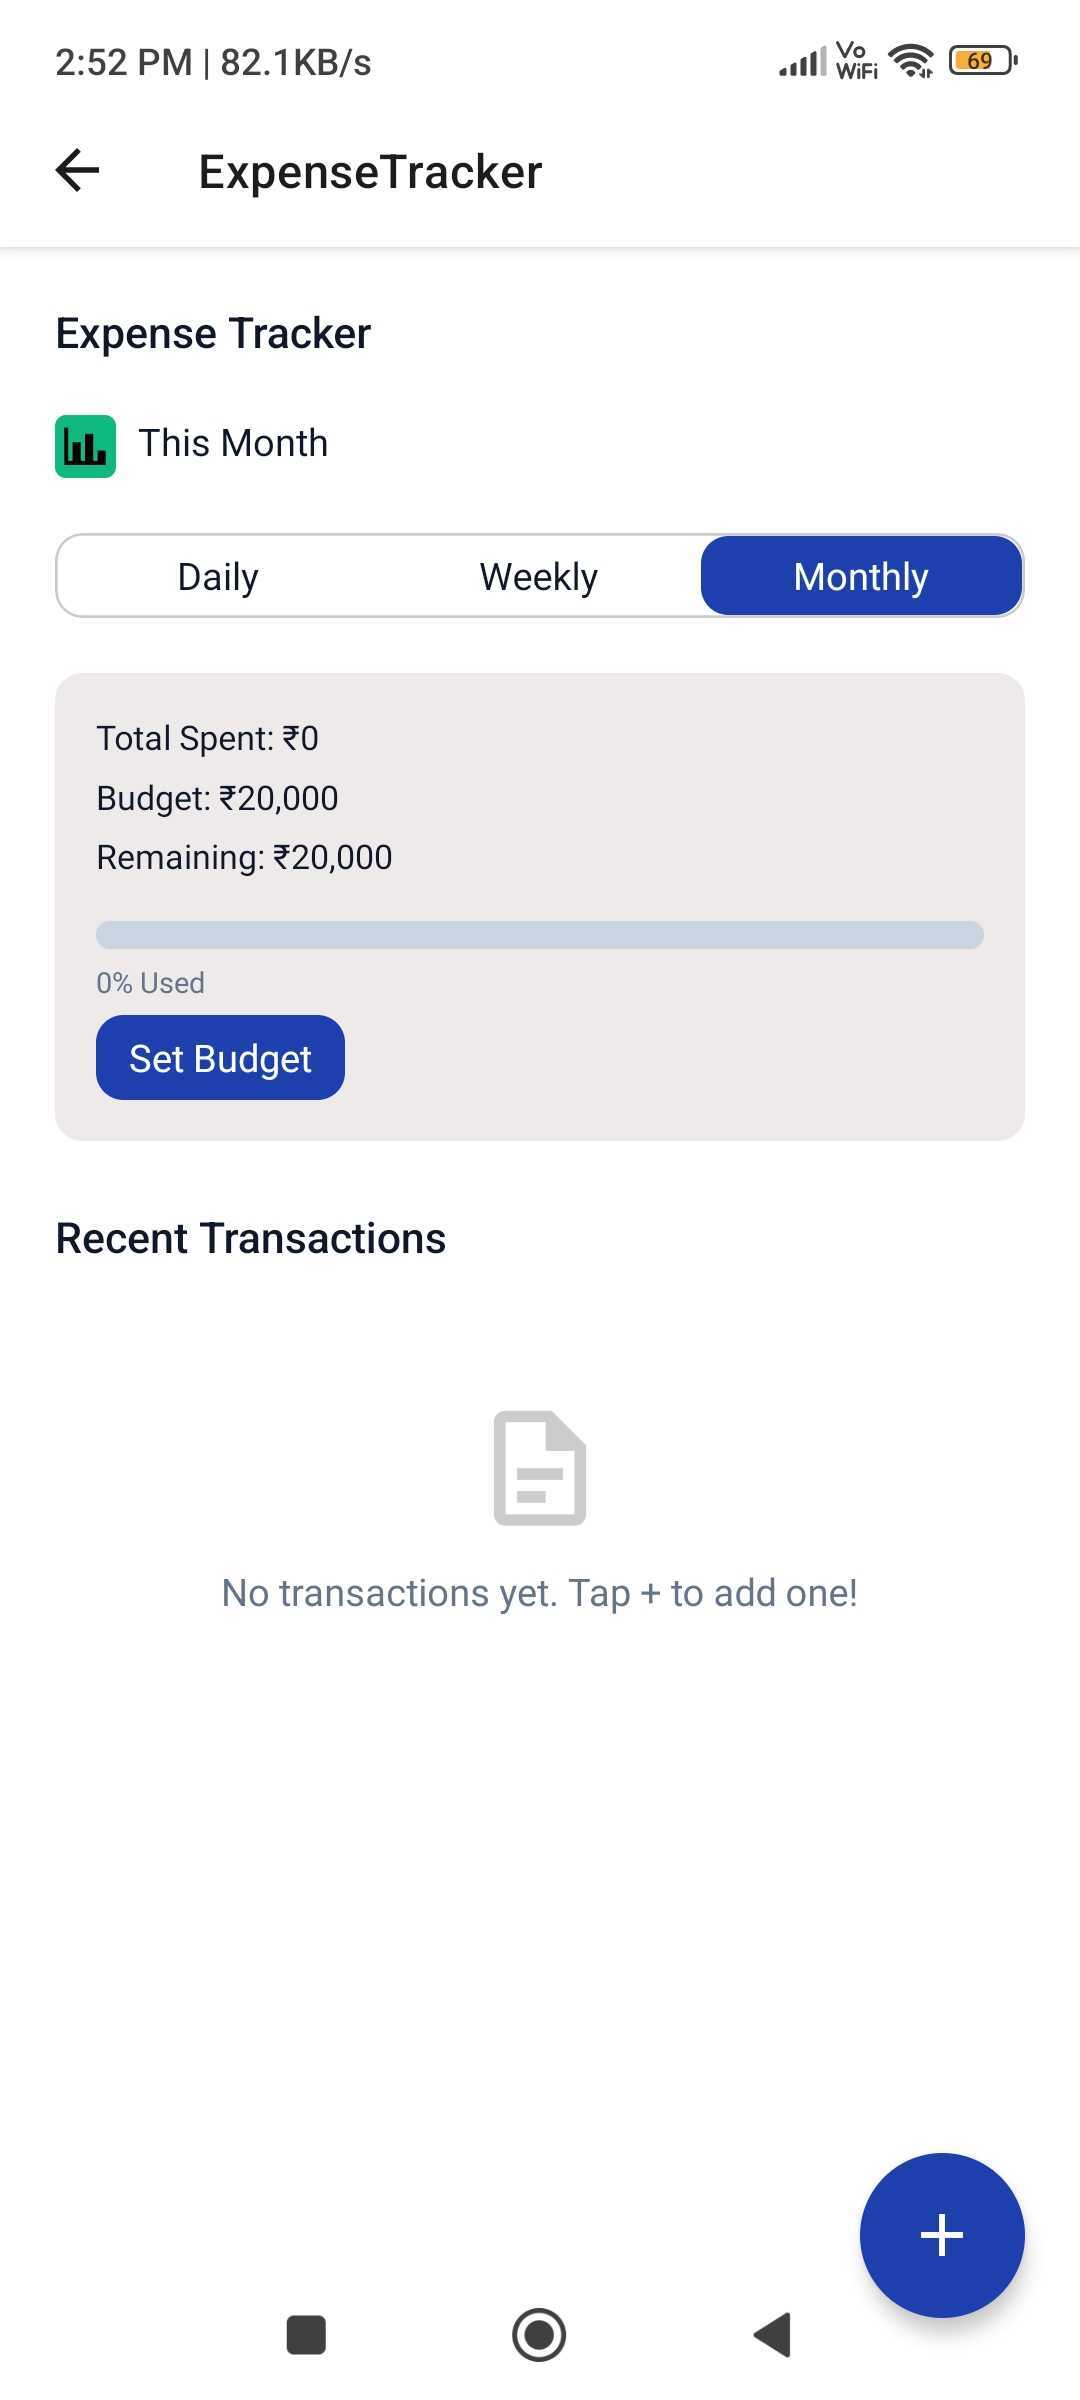 2:52 PM | 82.1KB/s Vo WiFi 69
ExpenseTracker
Expense Tracker
This Month
Daily Weekly Monthly
Total Spent: ₹0
Budget: ₹20,000
Remaining: ₹20,000
0% Used
Set Budget
Recent Transactions
No transactions yet. Tap + to add one!
+